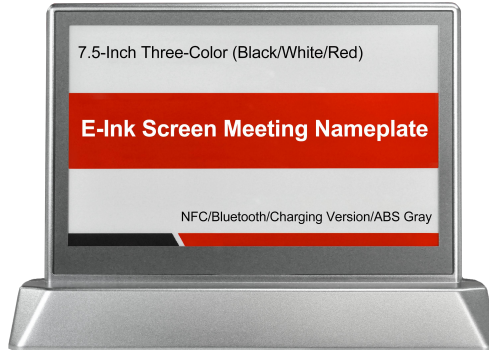 7.5-Inch Three-Color (Black/White/Red)
E-Ink Screen Meeting Nameplate
NFC/Bluetooth/Charging Version/ABS Gray